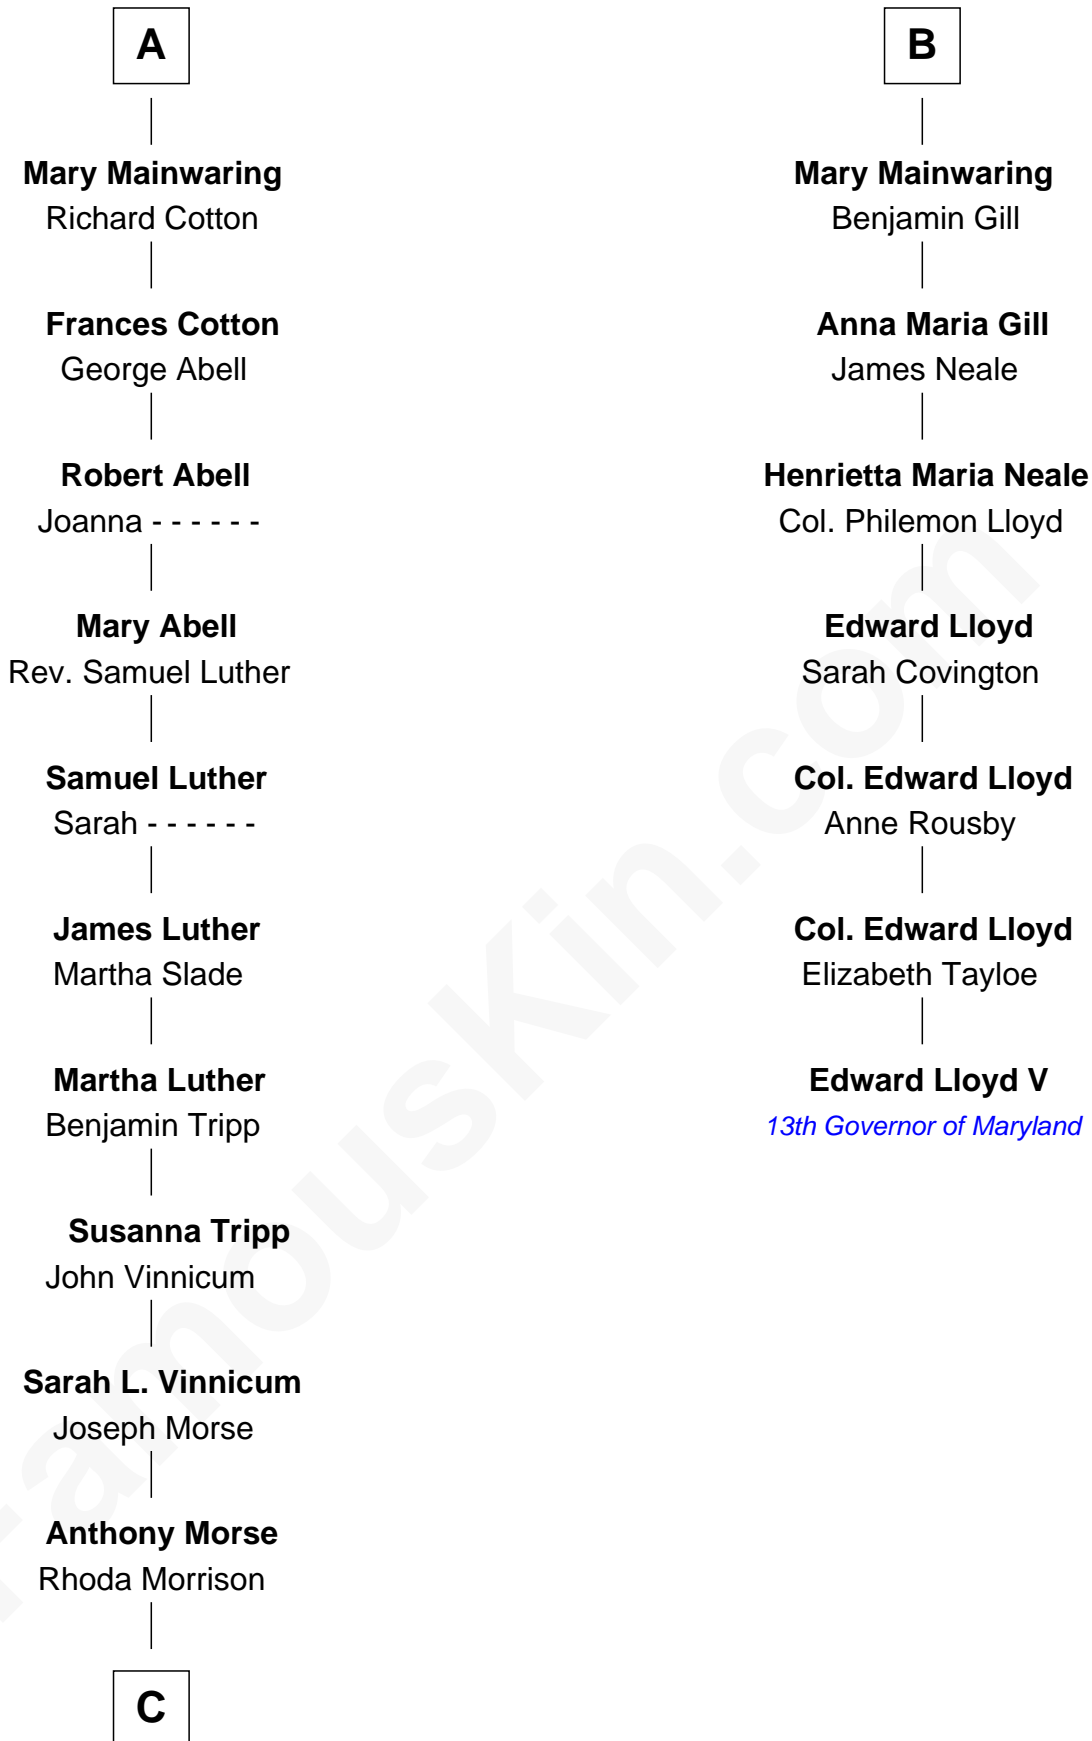 A
Mary Mainwaring
Richard Cotton
Frances Cotton
George Abell
Robert Abell
Joanna - - - - - -
Mary Abell
Rev. Samuel Luther
Samuel Luther
Sarah - - - - - -
James Luther
Martha Slade
Martha Luther
Benjamin Tripp
Susanna Tripp
John Vinnicum
Sarah L. Vinnicum
Joseph Morse
Anthony Morse
Rhoda Morrison
C
B
Mary Mainwaring
Benjamin Gill
Anna Maria Gill
James Neale
Henrietta Maria Neale
Col. Philemon Lloyd
Edward Lloyd
Sarah Covington
Col. Edward Lloyd
Anne Rousby
Col. Edward Lloyd
Elizabeth Tayloe
Edward Lloyd V
13th Governor of Maryland
FamousKin.com